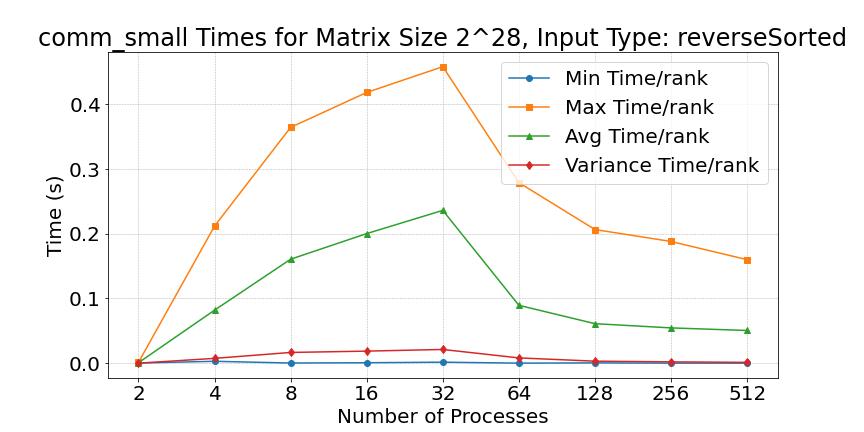 comm_small Times for Matrix Size 2^28, Input Type: reverseSorted
Min Time/rank
Max Time/rank
Avg Time/rank
Variance Time/rank
Time (s)
0.4
0.3
0.2
0.1
0.0
2 4 8 16 32 64 128 256 512
Number of Processes